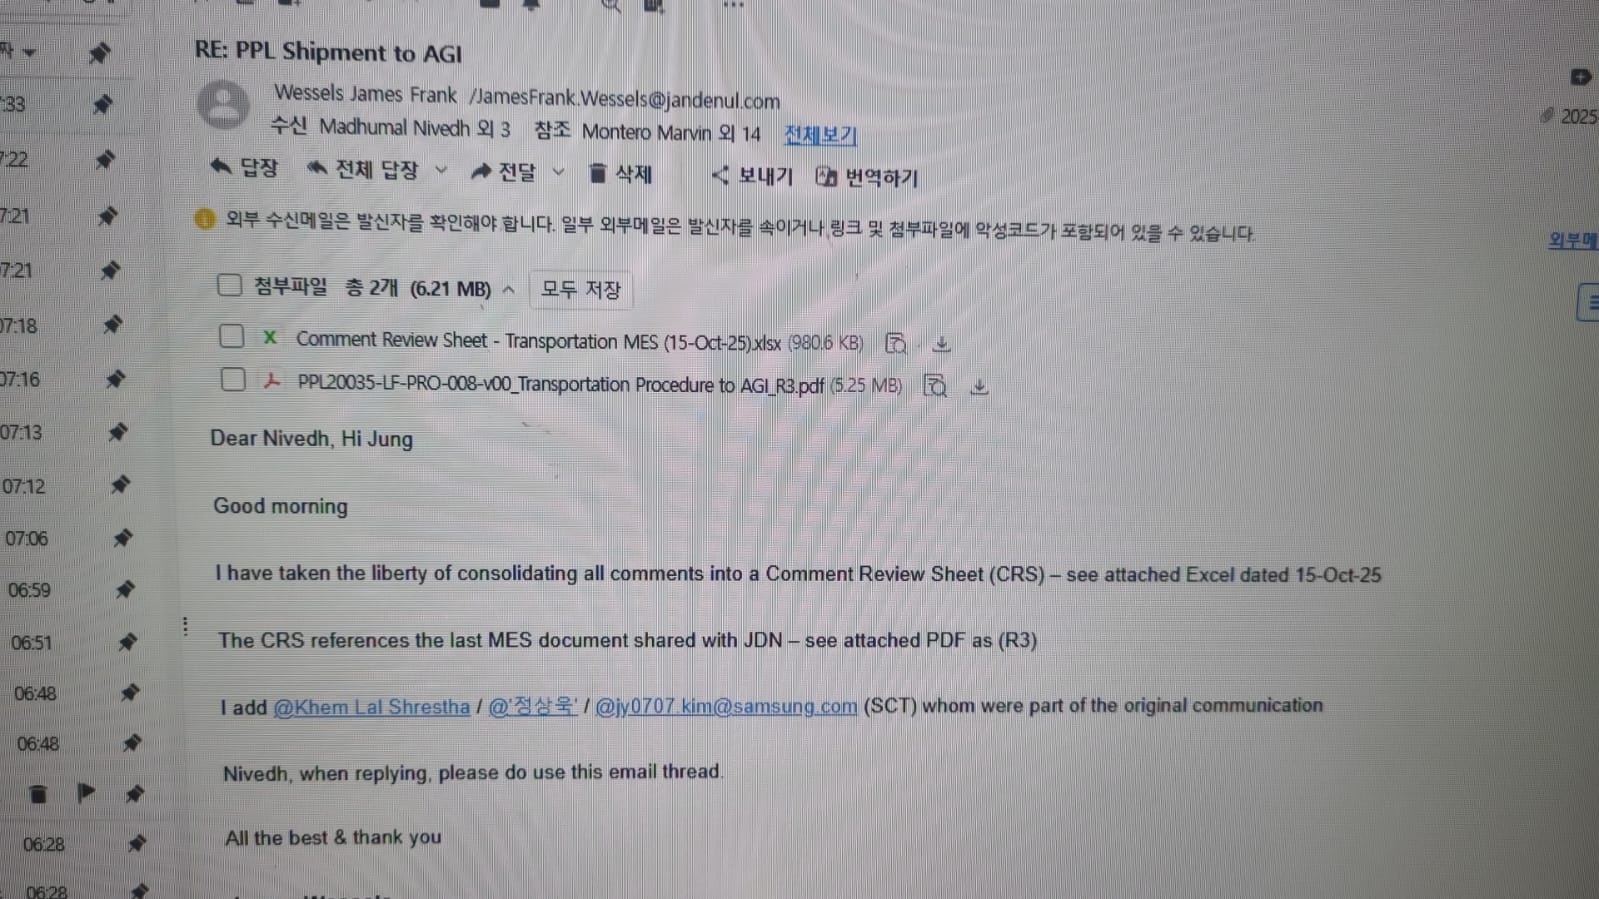 RE: PPL Shipment to AGI
:33
Wessels James Frank /JamesFrank.Wessels@jandenul.com
2025
수신 Madhumal Nivedh 외 3 참조 Montero Marvin 외 14 전체보기
7:22
답장 전체 답장 전달 삭제 보내기 번역하기
7:21
외부 수신메일은 발신자를 확인해야 합니다. 일부 외부메일은 발신자를 속이거나 링크 및 첨부파일에 악성코드가 포함되어 있을 수 있습니다.
외부메
7:21
첨부파일 총 2개 (6.21 MB) 모두 저장
07:18
Comment Review Sheet - Transportation MES (15-Oct-25).xlsx (980.6 KB)
07:16
PPL20035-LF-PRO-008-v00_Transportation Procedure to AGI_R3.pdf (5.25 MB)
07:13
Dear Nivedh, Hi Jung
07:12
Good morning
07:06
I have taken the liberty of consolidating all comments into a Comment Review Sheet (CRS) – see attached Excel dated 15-Oct-25
06:59
The CRS references the last MES document shared with JDN – see attached PDF as (R3)
06:51
I add @Khem Lal Shrestha / @'정상욱' / @jy0707.kim@samsung.com (SCT) whom were part of the original communication
06:48
06:48
Nivedh, when replying, please do use this email thread.
All the best & thank you
06:28
06:28